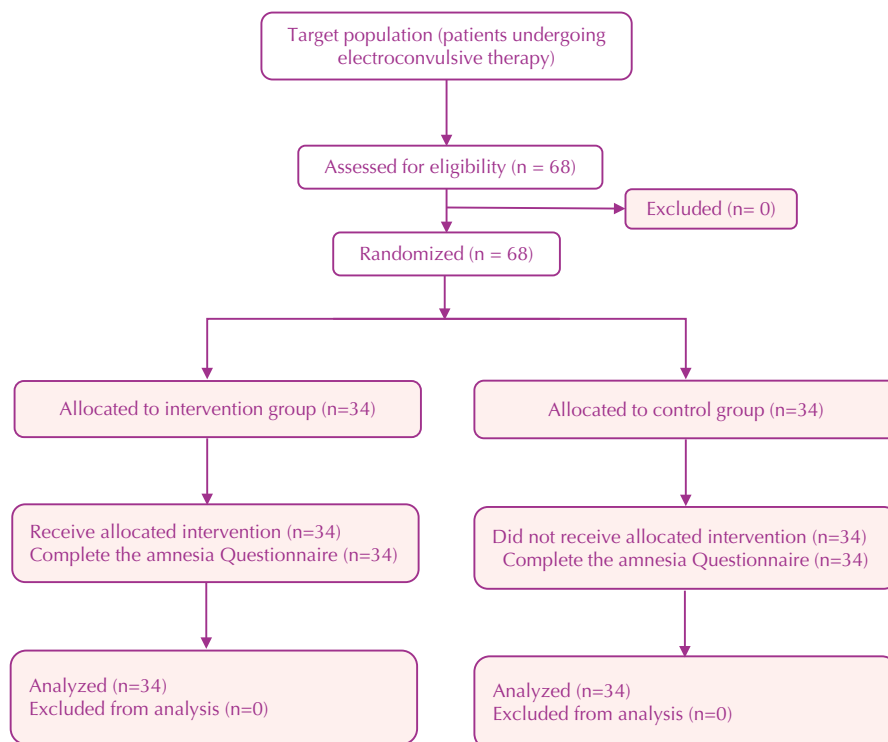 Target population (patients undergoing
electroconvulsive therapy)
Assessed for eligibility (n = 68)
Excluded (n= 0)
Randomized (n = 68)
Allocated to intervention group (n=34)
Allocated to control group (n=34)
Receive allocated intervention (n=34)
Complete the amnesia Questionnaire (n=34)
Did not receive allocated intervention (n=34)
Complete the amnesia Questionnaire (n=34)
Analyzed (n=34)
Excluded from analysis (n=0)
Analyzed (n=34)
Excluded from analysis (n=0)